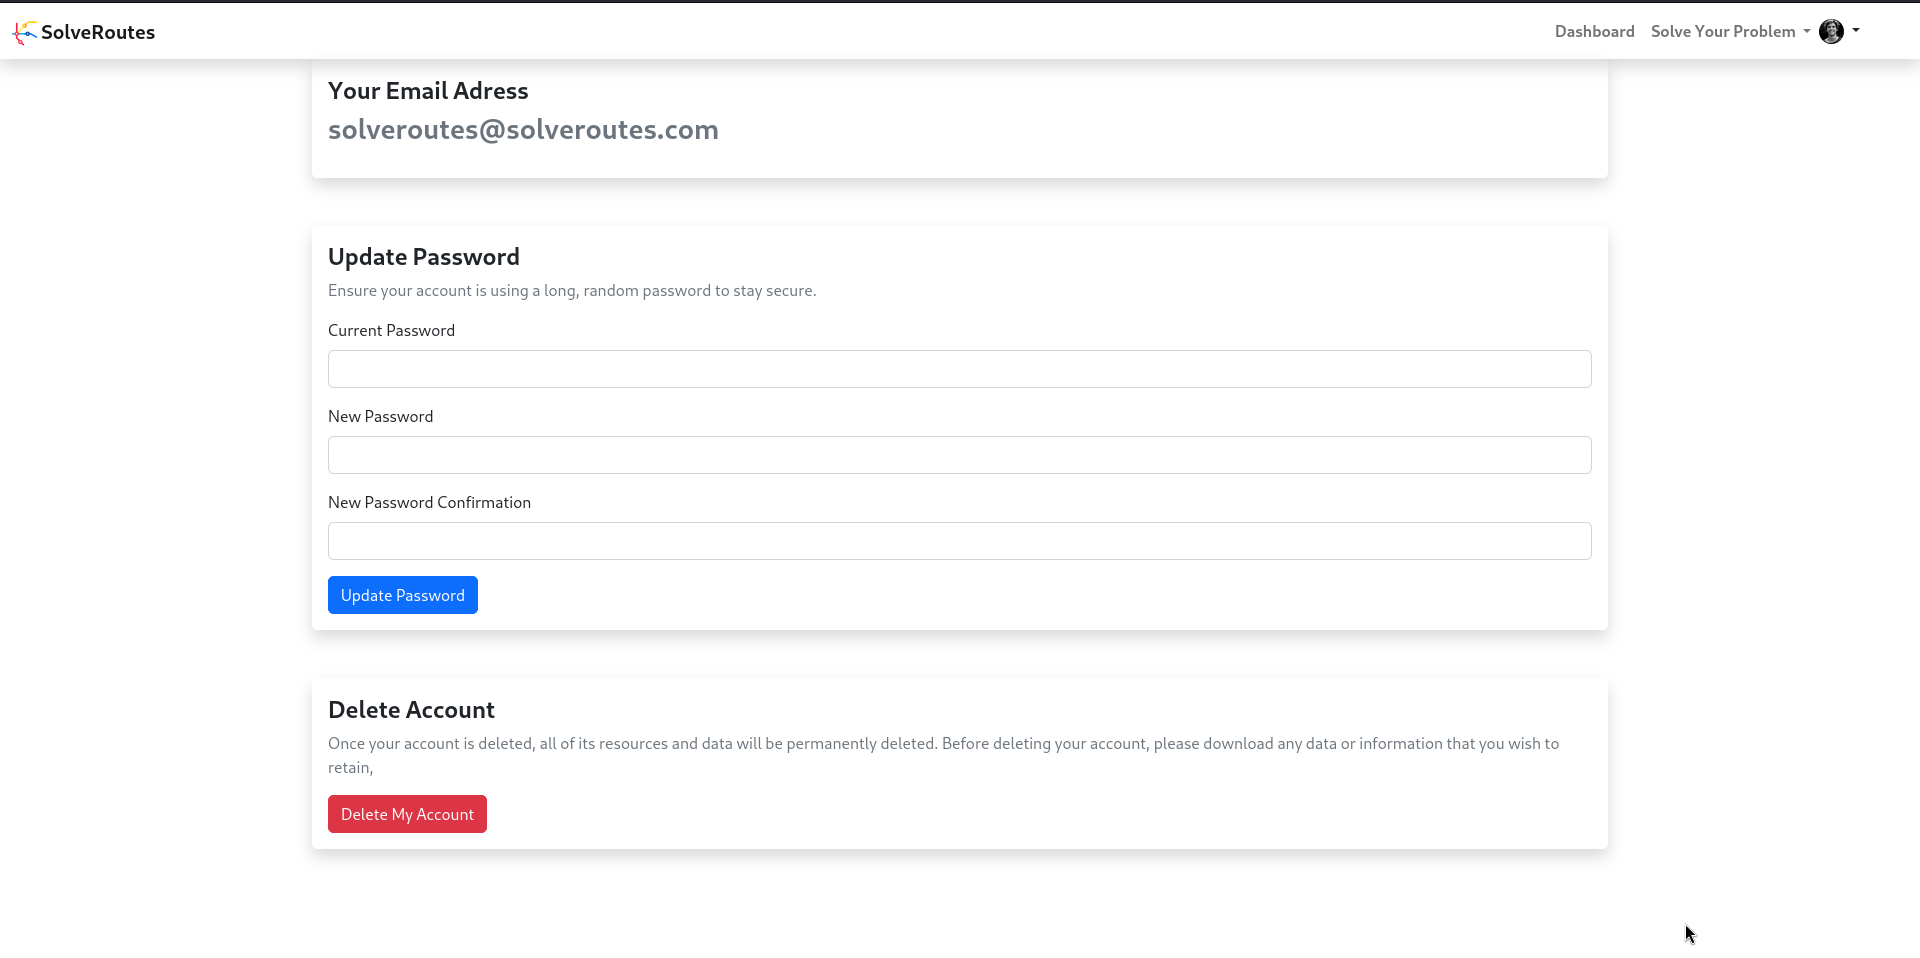 SolveRoutes
Dashboard
Solve Your Problem
Your Email Adress
solveroutes@solveroutes.com
Update Password
Ensure your account is using a long, random password to stay secure.
Current Password
New Password
New Password Confirmation
Update Password
Delete Account
Once your account is deleted, all of its resources and data will be permanently deleted. Before deleting your account, please download any data or information that you wish to
retain,
Delete My Account